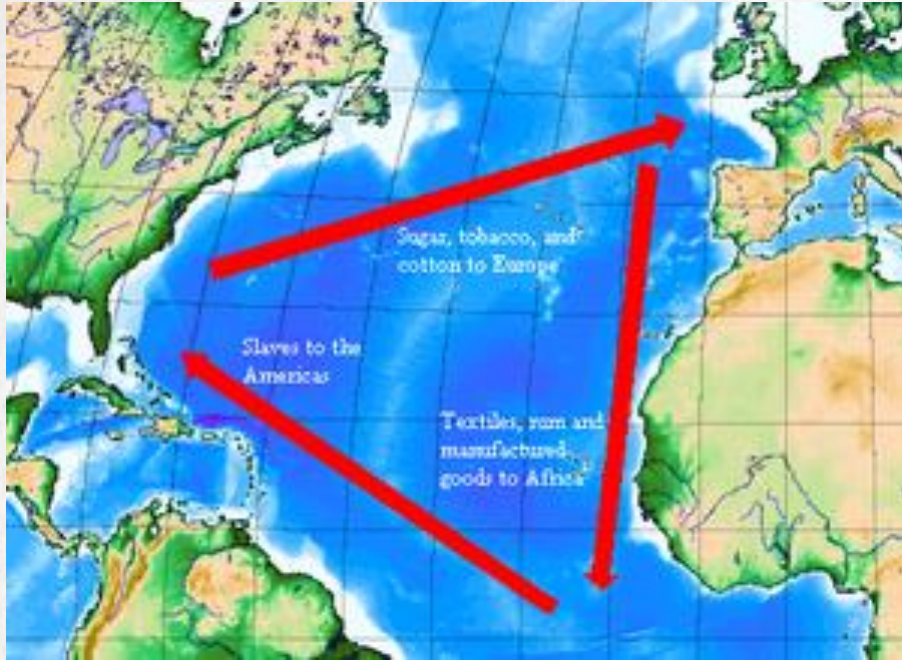 Sugar, tobacco, and
cotton to Europe
Slaves to the
Americas
Textiles, rum and
manufactured
goods to Africa